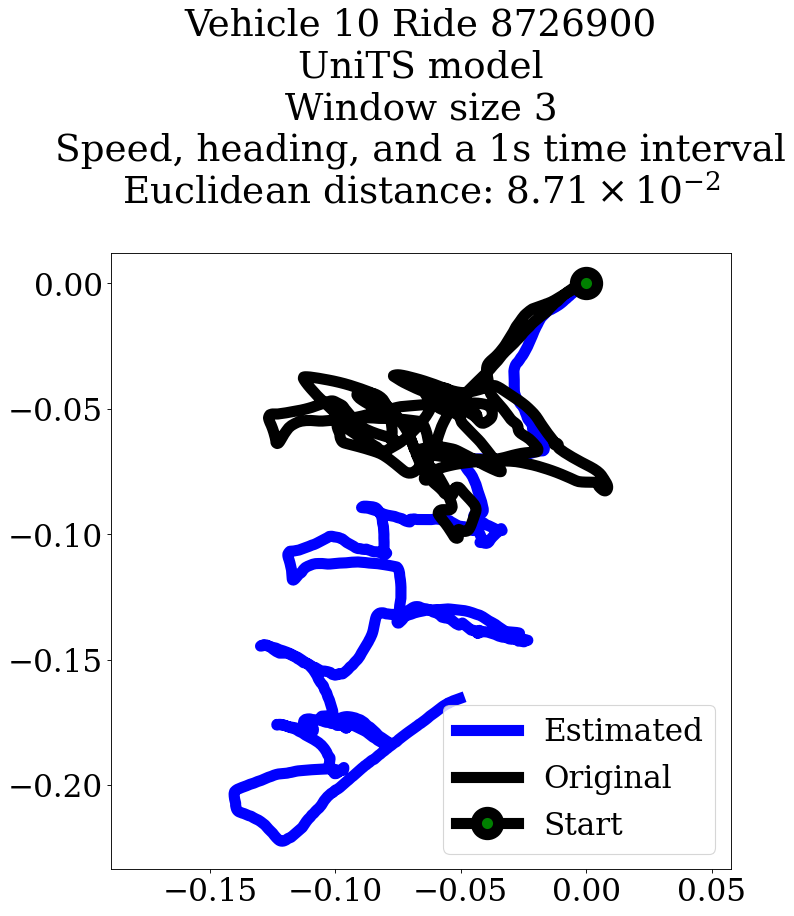 Vehicle 10 Ride 8726900
UniTS model
Window size 3
Speed, heading, and a 1s time interval
Euclidean distance: 8.71 × 10⁻²
0.00
−0.05
−0.10
−0.15
−0.20
Estimated
Original
Start
−0.15 −0.10 −0.05 0.00 0.05